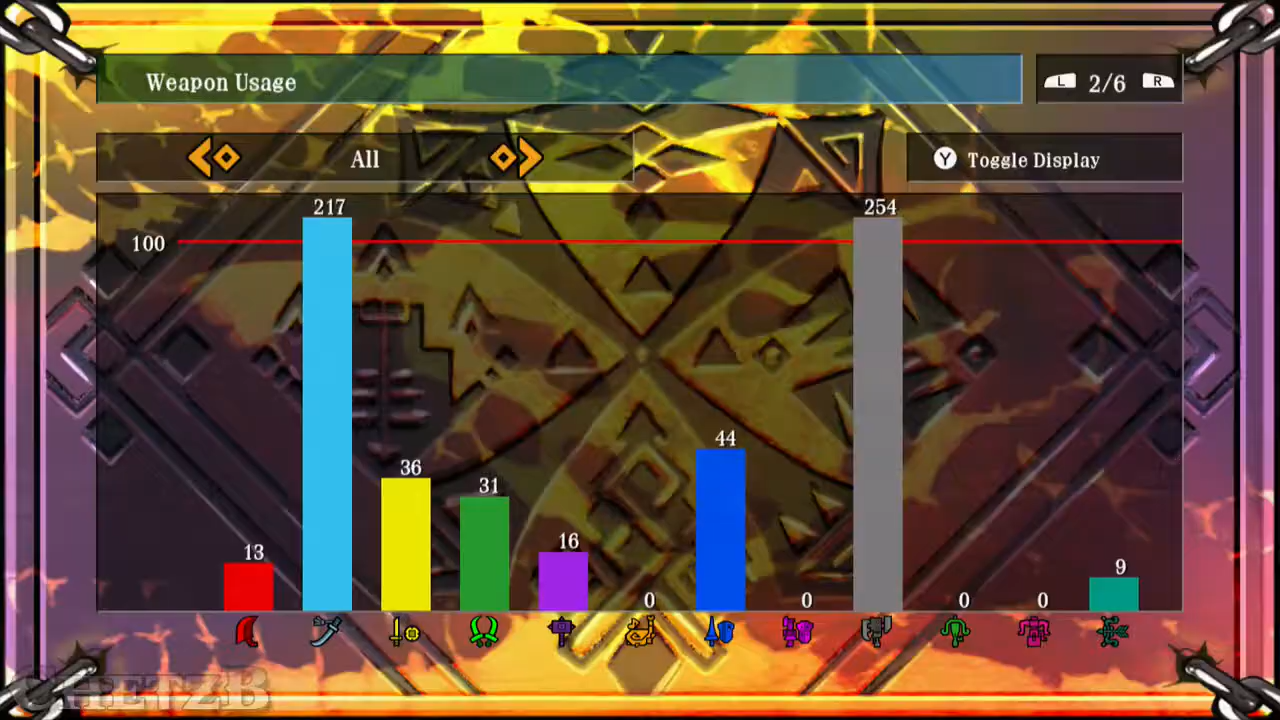 Weapon Usage
L 2/6 R
All
Y Toggle Display
217 254
100
44
36
31
13 16 9
0 0 0 0
CHETZB